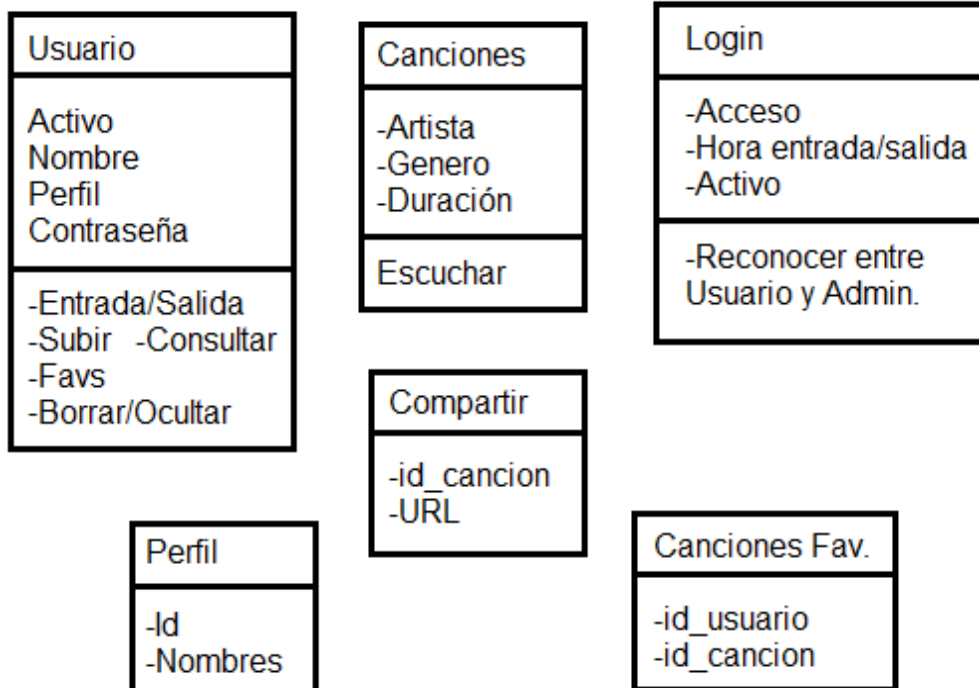 Usuario
Activo
Nombre
Perfil
Contraseña
-Entrada/Salida
-Subir -Consultar
-Favs
-Borrar/Ocultar
Canciones
-Artista
-Genero
-Duración
Escuchar
Login
-Acceso
-Hora entrada/salida
-Activo
-Reconocer entre
Usuario y Admin.
Compartir
-id_cancion
-URL
Perfil
-Id
-Nombres
Canciones Fav.
-id_usuario
-id_cancion